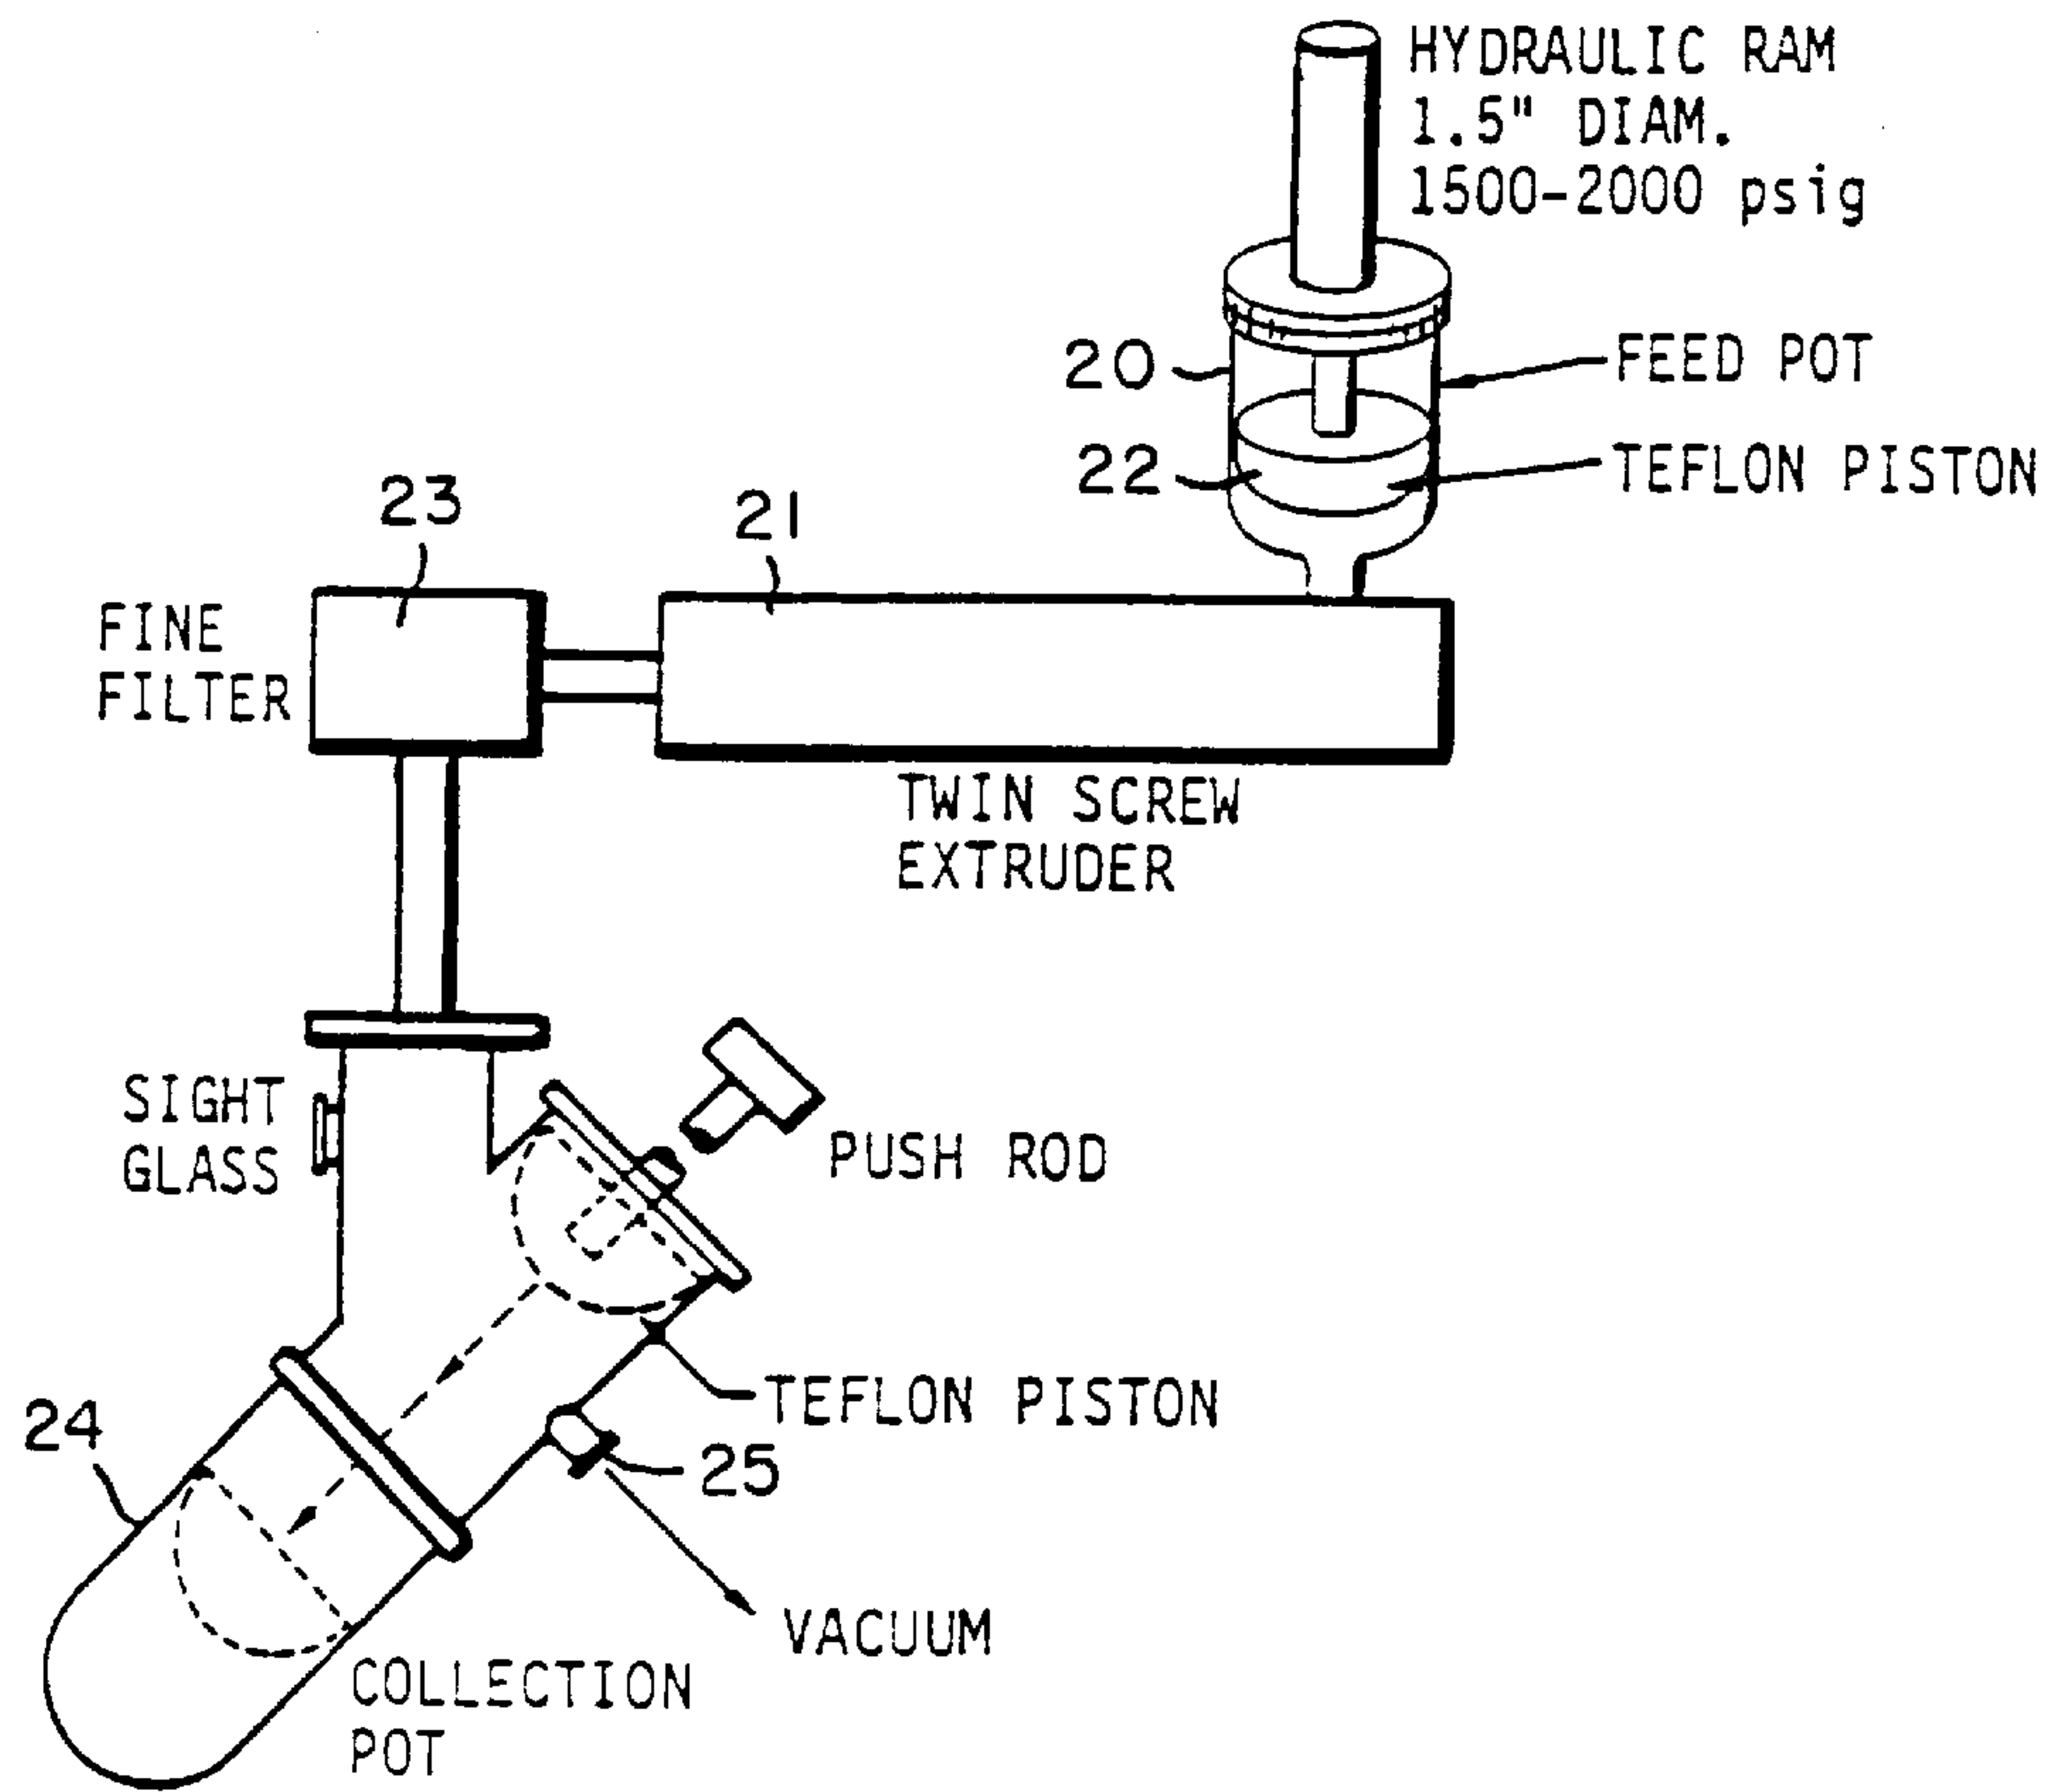 HYDRAULIC RAM
1.5" DIAM.
1500-2000 psig
20
FEED POT
22
TEFLON PISTON
23
21
FINE
FILTER
TWIN SCREW
EXTRUDER
SIGHT
GLASS
PUSH ROD
TEFLON PISTON
24
25
VACUUM
COLLECTION
POT